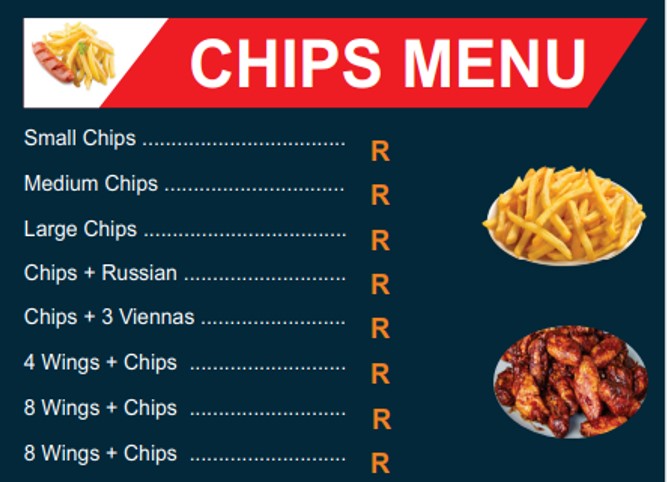 CHIPS MENU
Small Chips ................................... R
Medium Chips ............................... R
Large Chips ................................... R
Chips + Russian ............................ R
Chips + 3 Viennas ......................... R
4 Wings + Chips ........................... R
8 Wings + Chips ........................... R
8 Wings + Chips ........................... R